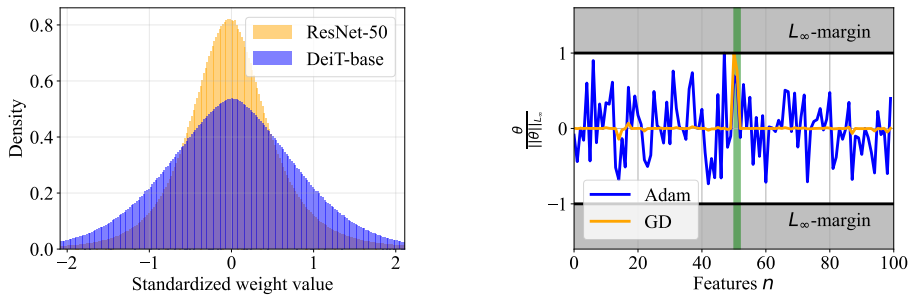 0.8
0.6
0.4
0.2
0.0
Density
−2
−1
0
1
2
Standardized weight value
ResNet-50
DeiT-base
1
0
−1
θ
||θ||L∞
L∞-margin
L∞-margin
Adam
GD
0
20
40
60
80
100
Features n